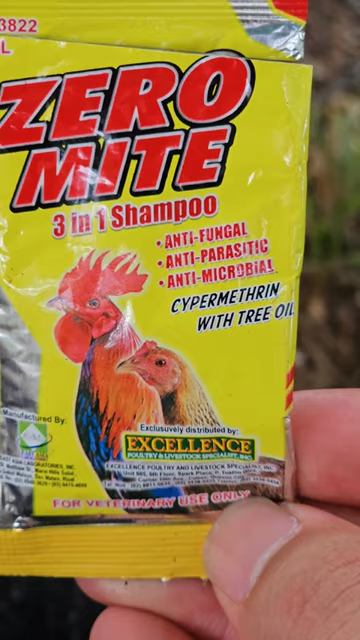 3822
L
ZERO
MITE
3 in 1 Shampoo
• ANTI-FUNGAL
• ANTI-PARASITIC
• ANTI-MICROBIAL
CYPERMETHRIN
WITH TREE OIL
Manufactured By:
Exclusively distributed by:
EXCELLENCE
POULTRY & LIVESTOCK SPECIALIST, INC.
EXCELLENCE POULTRY AND LIVESTOCK SPECIALIST, INC.
FOR VETERINARY USE ONLY